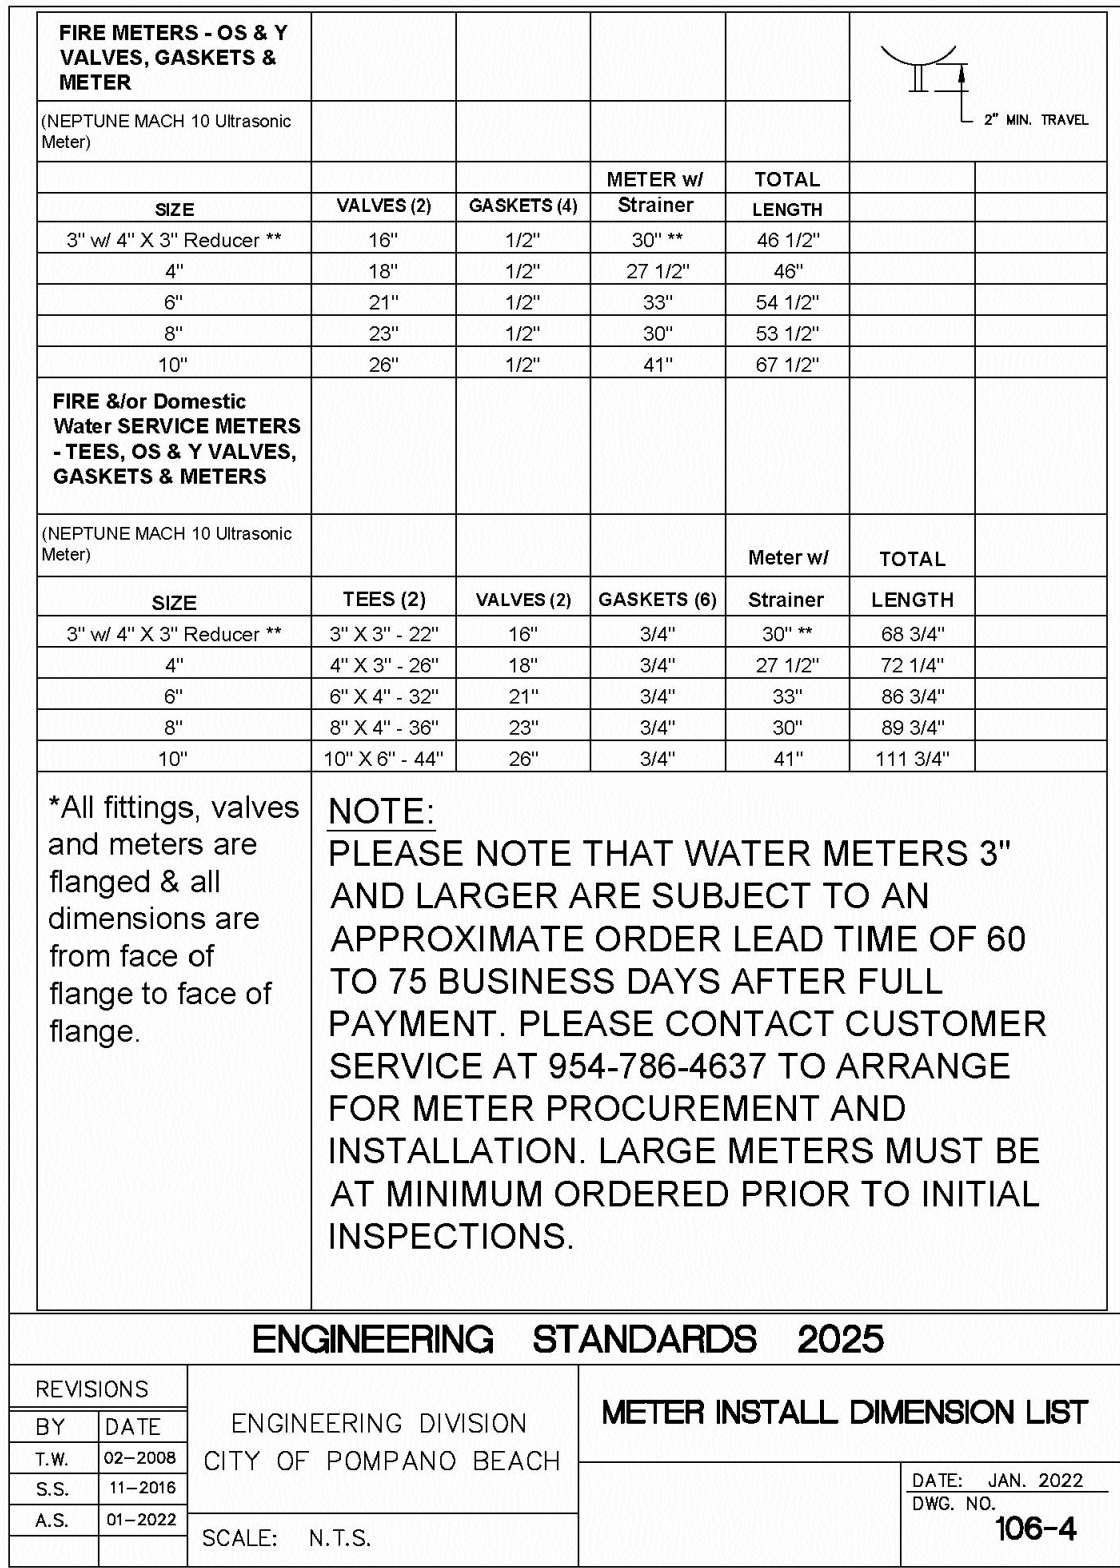 FIRE METERS - OS & Y
VALVES, GASKETS &
METER
2" MIN. TRAVEL
(NEPTUNE MACH 10 Ultrasonic
Meter)
METER w/ TOTAL
SIZE VALVES (2) GASKETS (4) Strainer LENGTH
3" w/ 4" X 3" Reducer ** 16" 1/2" 30" ** 46 1/2"
4" 18" 1/2" 27 1/2" 46"
6" 21" 1/2" 33" 54 1/2"
8" 23" 1/2" 30" 53 1/2"
10" 26" 1/2" 41" 67 1/2"
FIRE &/or Domestic
Water SERVICE METERS
- TEES, OS & Y VALVES,
GASKETS & METERS
(NEPTUNE MACH 10 Ultrasonic
Meter)
Meter w/ TOTAL
SIZE TEES (2) VALVES (2) GASKETS (6) Strainer LENGTH
3" w/ 4" X 3" Reducer ** 3" X 3" - 22" 16" 3/4" 30" ** 68 3/4"
4" 4" X 3" - 26" 18" 3/4" 27 1/2" 72 1/4"
6" 6" X 4" - 32" 21" 3/4" 33" 86 3/4"
8" 8" X 4" - 36" 23" 3/4" 30" 89 3/4"
10" 10" X 6" - 44" 26" 3/4" 41" 111 3/4"
*All fittings, valves
and meters are
flanged & all
dimensions are
from face of
flange to face of
flange.
NOTE:
PLEASE NOTE THAT WATER METERS 3"
AND LARGER ARE SUBJECT TO AN
APPROXIMATE ORDER LEAD TIME OF 60
TO 75 BUSINESS DAYS AFTER FULL
PAYMENT. PLEASE CONTACT CUSTOMER
SERVICE AT 954-786-4637 TO ARRANGE
FOR METER PROCUREMENT AND
INSTALLATION. LARGE METERS MUST BE
AT MINIMUM ORDERED PRIOR TO INITIAL
INSPECTIONS.
ENGINEERING STANDARDS 2025
REVISIONS
BY DATE
T.W. 02-2008
S.S. 11-2016
A.S. 01-2022
ENGINEERING DIVISION
CITY OF POMPANO BEACH
SCALE: N.T.S.
METER INSTALL DIMENSION LIST
DATE: JAN. 2022
DWG. NO.
106-4